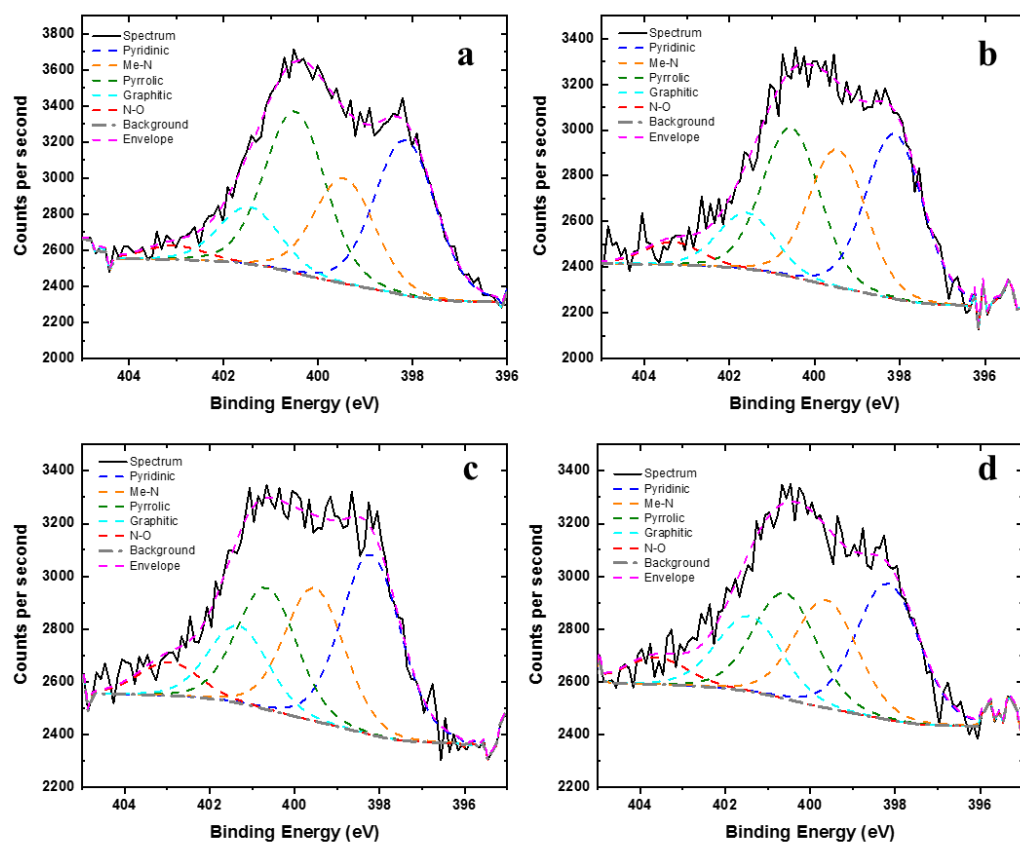 a
Counts per second
3800
3600
3400
3200
3000
2800
2600
2400
2200
2000
Spectrum
Pyridinic
Me-N
Pyrrolic
Graphitic
N-O
Background
Envelope
404
402
400
398
396
Binding Energy (eV)
b
Counts per second
3400
3200
3000
2800
2600
2400
2200
2000
Spectrum
Pyridinic
Me-N
Pyrrolic
Graphitic
N-O
Background
Envelope
404
402
400
398
396
Binding Energy (eV)
c
Counts per second
3400
3200
3000
2800
2600
2400
2200
Spectrum
Pyridinic
Me-N
Pyrrolic
Graphitic
N-O
Background
Envelope
404
402
400
398
396
Binding Energy (eV)
d
Counts per second
3400
3200
3000
2800
2600
2400
2200
Spectrum
Pyridinic
Me-N
Pyrrolic
Graphitic
N-O
Background
Envelope
404
402
400
398
396
Binding Energy (eV)